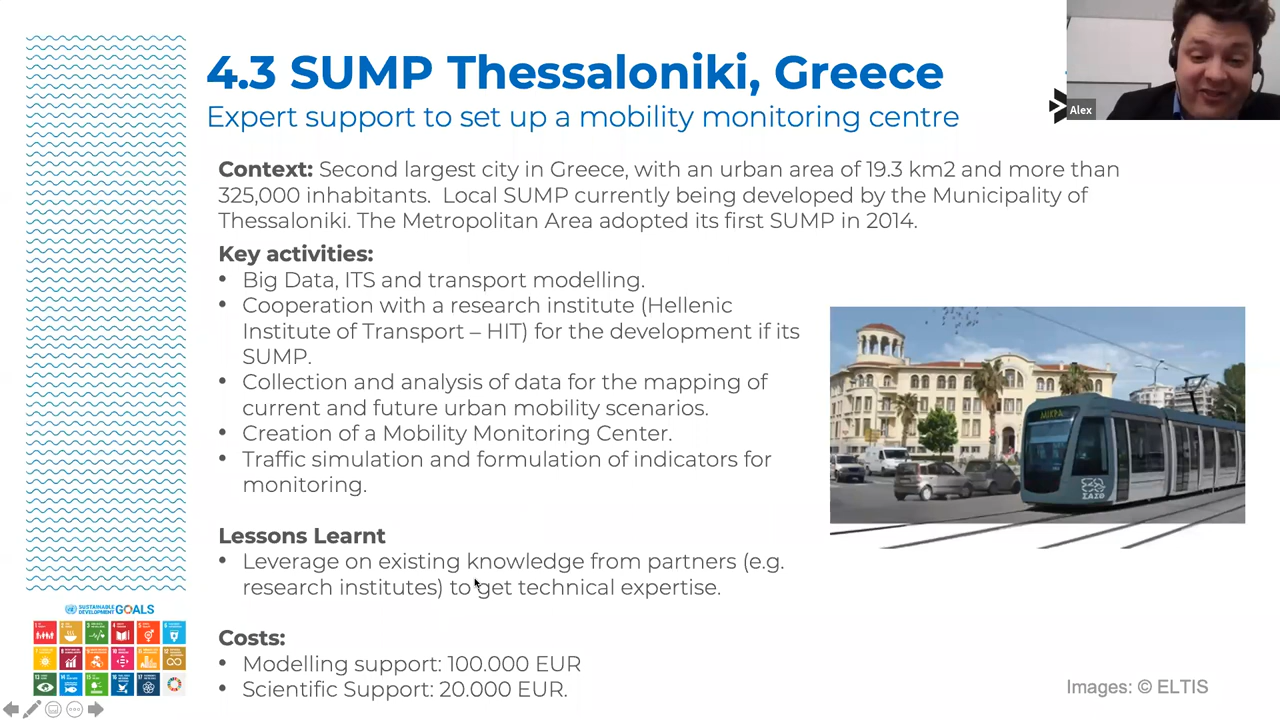 4.3 SUMP Thessaloniki, Greece
Expert support to set up a mobility monitoring centre
Alex
Context: Second largest city in Greece, with an urban area of 19.3 km2 and more than
325,000 inhabitants.  Local SUMP currently being developed by the Municipality of
Thessaloniki. The Metropolitan Area adopted its first SUMP in 2014.
Key activities:
• Big Data, ITS and transport modelling.
• Cooperation with a research institute (Hellenic
Institute of Transport – HIT) for the development if its
SUMP.
• Collection and analysis of data for the mapping of
current and future urban mobility scenarios.
• Creation of a Mobility Monitoring Center.
• Traffic simulation and formulation of indicators for
monitoring.
ΜΙΚΡΑ
ΣΑΣΘ
Lessons Learnt
• Leverage on existing knowledge from partners (e.g.
research institutes) to get technical expertise.
SUSTAINABLE
DEVELOPMENT GOALS
Costs:
• Modelling support: 100.000 EUR
• Scientific Support: 20.000 EUR.
Images: © ELTIS